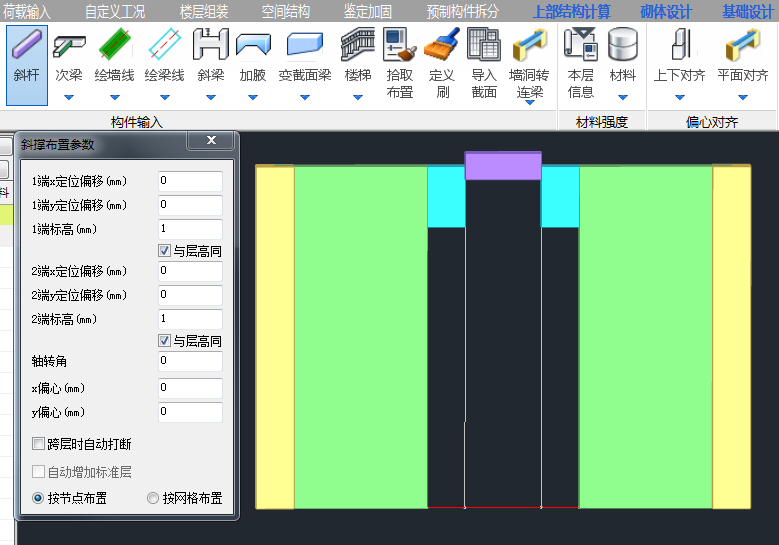 荷载输入 自定义工况 楼层组装 空间结构 鉴定加固 预制构件拆分 上部结构计算 砌体设计 基础设计
斜杆 次梁 绘墙线 绘梁线 斜梁 加腋 变截面梁 楼梯 拾取布置 定义刷 导入截面 墙洞转连梁 本层信息 材料 上下对齐 平面对齐
构件输入 材料强度 偏心对齐
斜撑布置参数 X
料
1端x定位偏移(mm) 0
1端y定位偏移(mm) 0
1端标高(mm) 1
与层高同
2端x定位偏移(mm) 0
2端y定位偏移(mm) 0
2端标高(mm) 1
与层高同
轴转角 0
x偏心(mm) 0
y偏心(mm) 0
跨层时自动打断
自动增加标准层
按节点布置 按网格布置